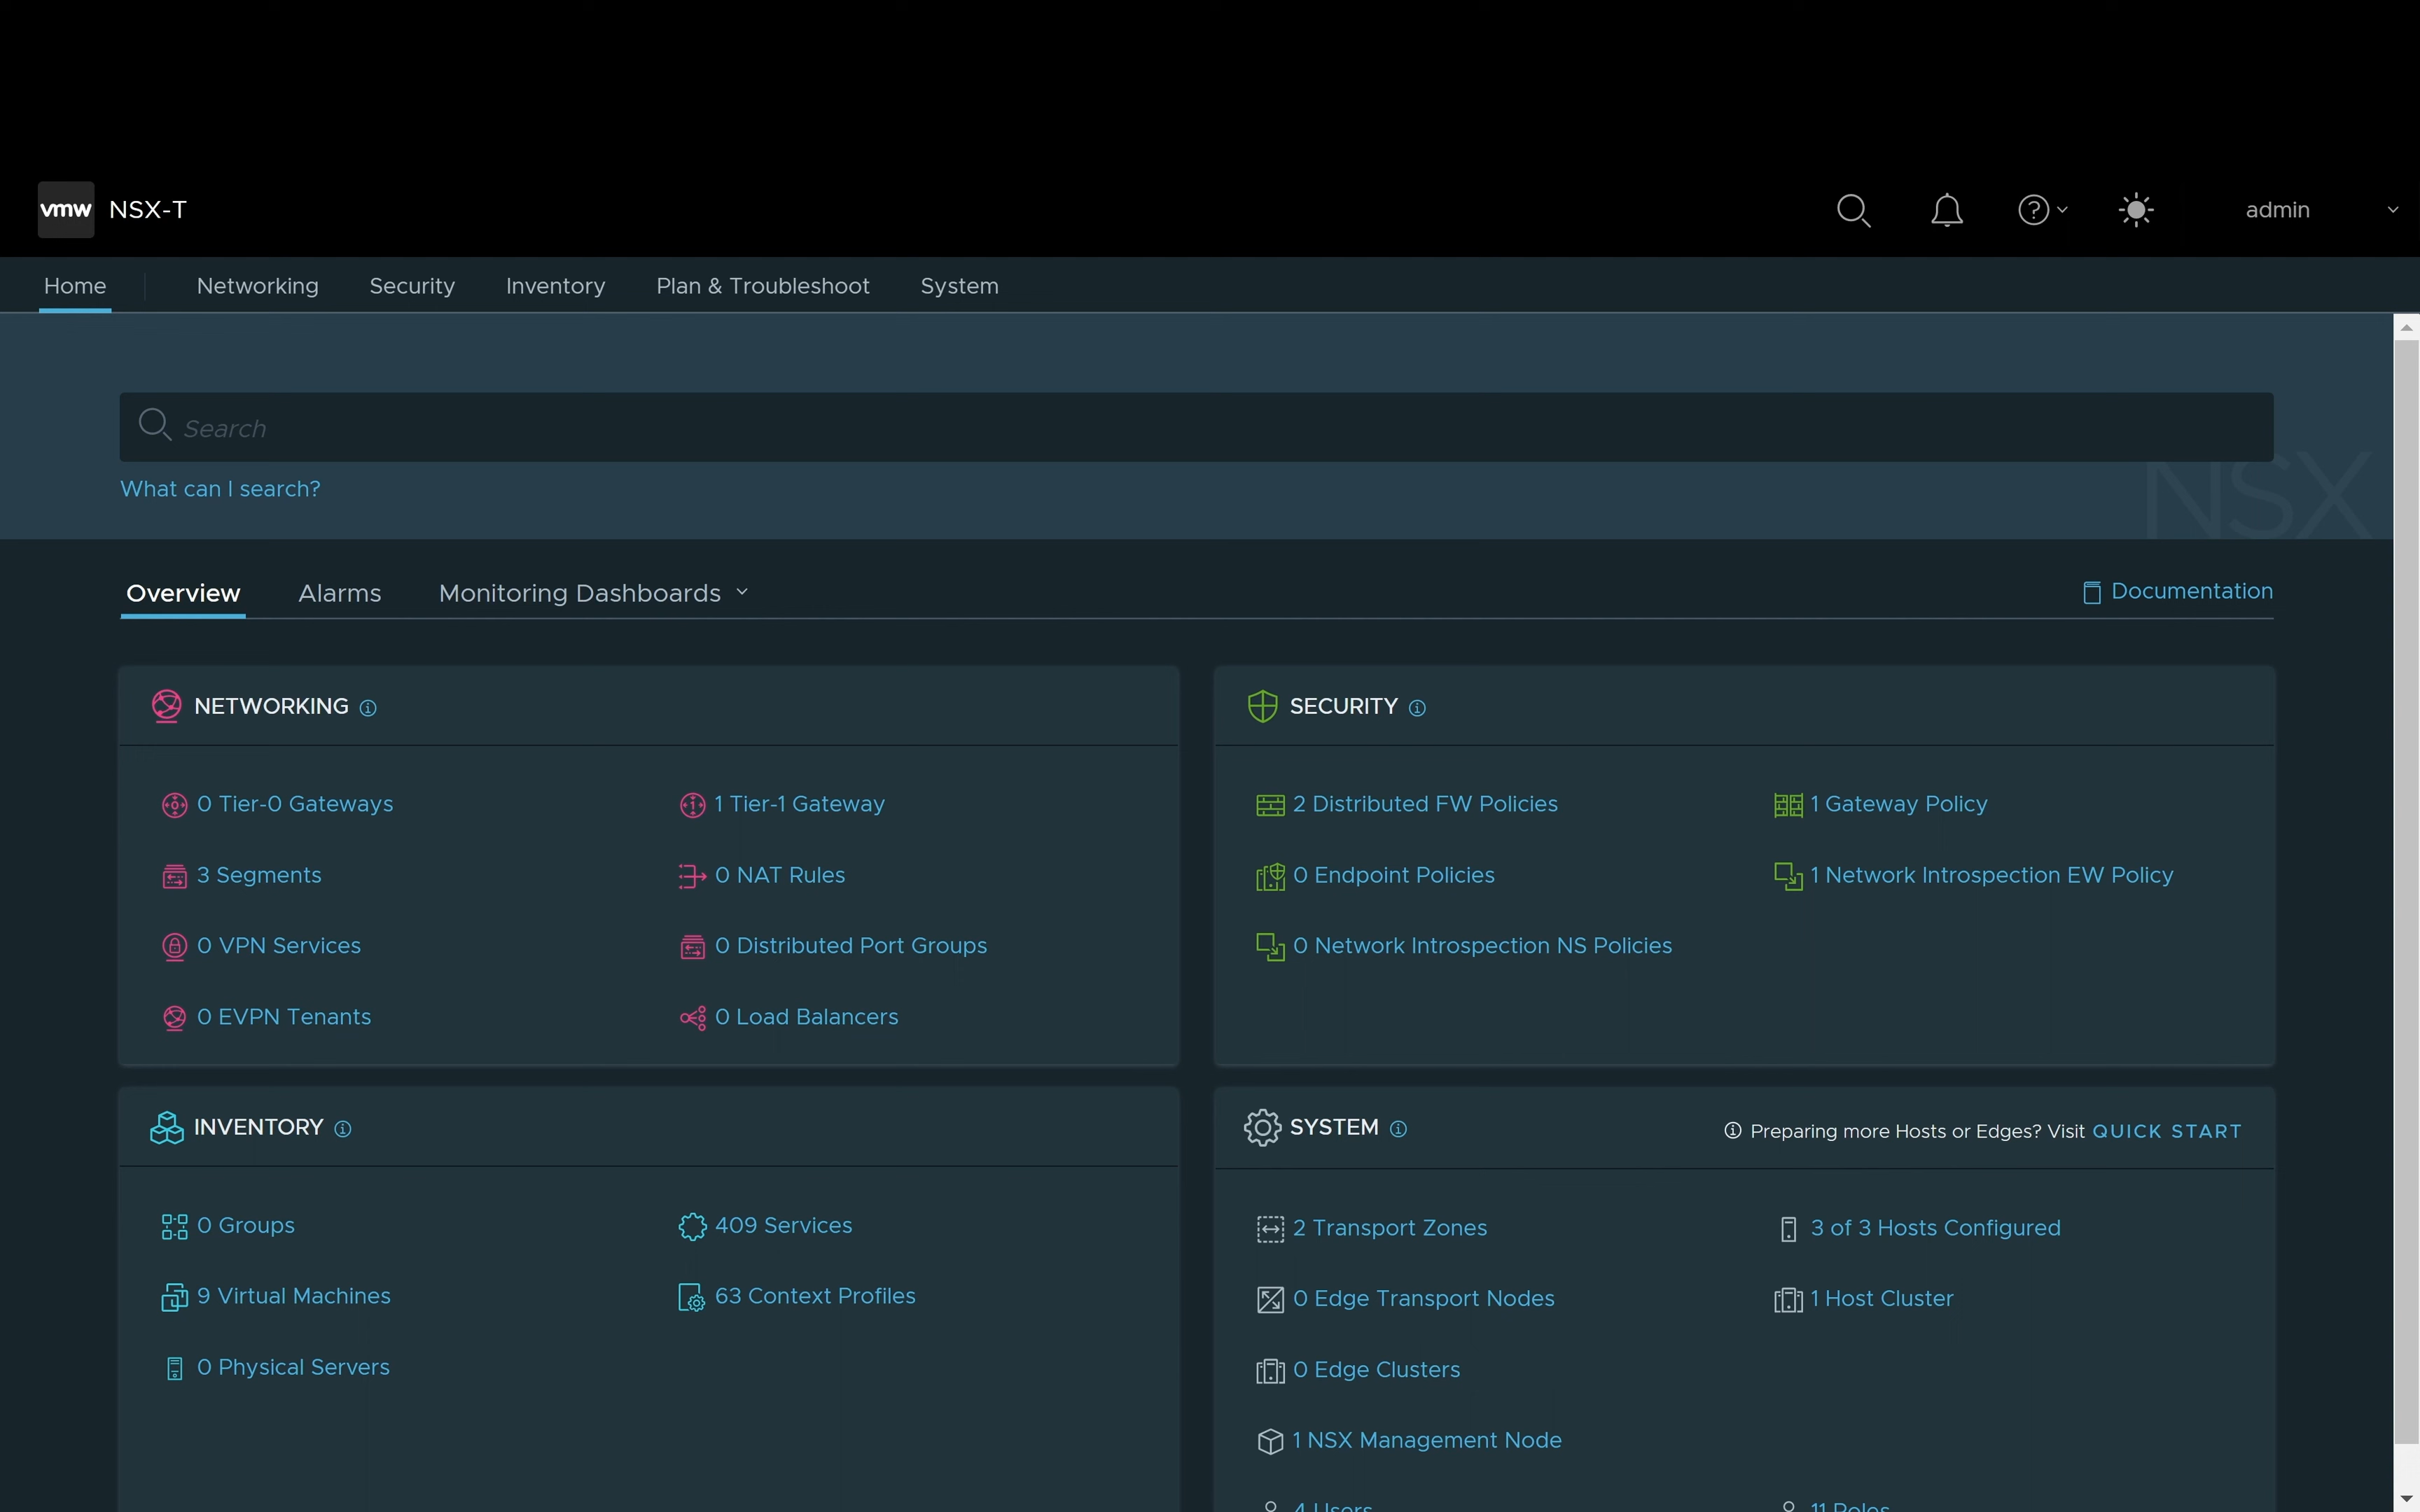 vmw NSX-T admin
Home Networking Security Inventory Plan & Troubleshoot System
Search
What can I search?
NSX
Overview Alarms Monitoring Dashboards Documentation
NETWORKING
0 Tier-0 Gateways 1 Tier-1 Gateway
3 Segments 0 NAT Rules
0 VPN Services 0 Distributed Port Groups
0 EVPN Tenants 0 Load Balancers
SECURITY
2 Distributed FW Policies 1 Gateway Policy
0 Endpoint Policies 1 Network Introspection EW Policy
0 Network Introspection NS Policies
INVENTORY
0 Groups 409 Services
9 Virtual Machines 63 Context Profiles
0 Physical Servers
SYSTEM Preparing more Hosts or Edges? Visit QUICK START
2 Transport Zones 3 of 3 Hosts Configured
0 Edge Transport Nodes 1 Host Cluster
0 Edge Clusters
1 NSX Management Node
4 Users 11 Roles